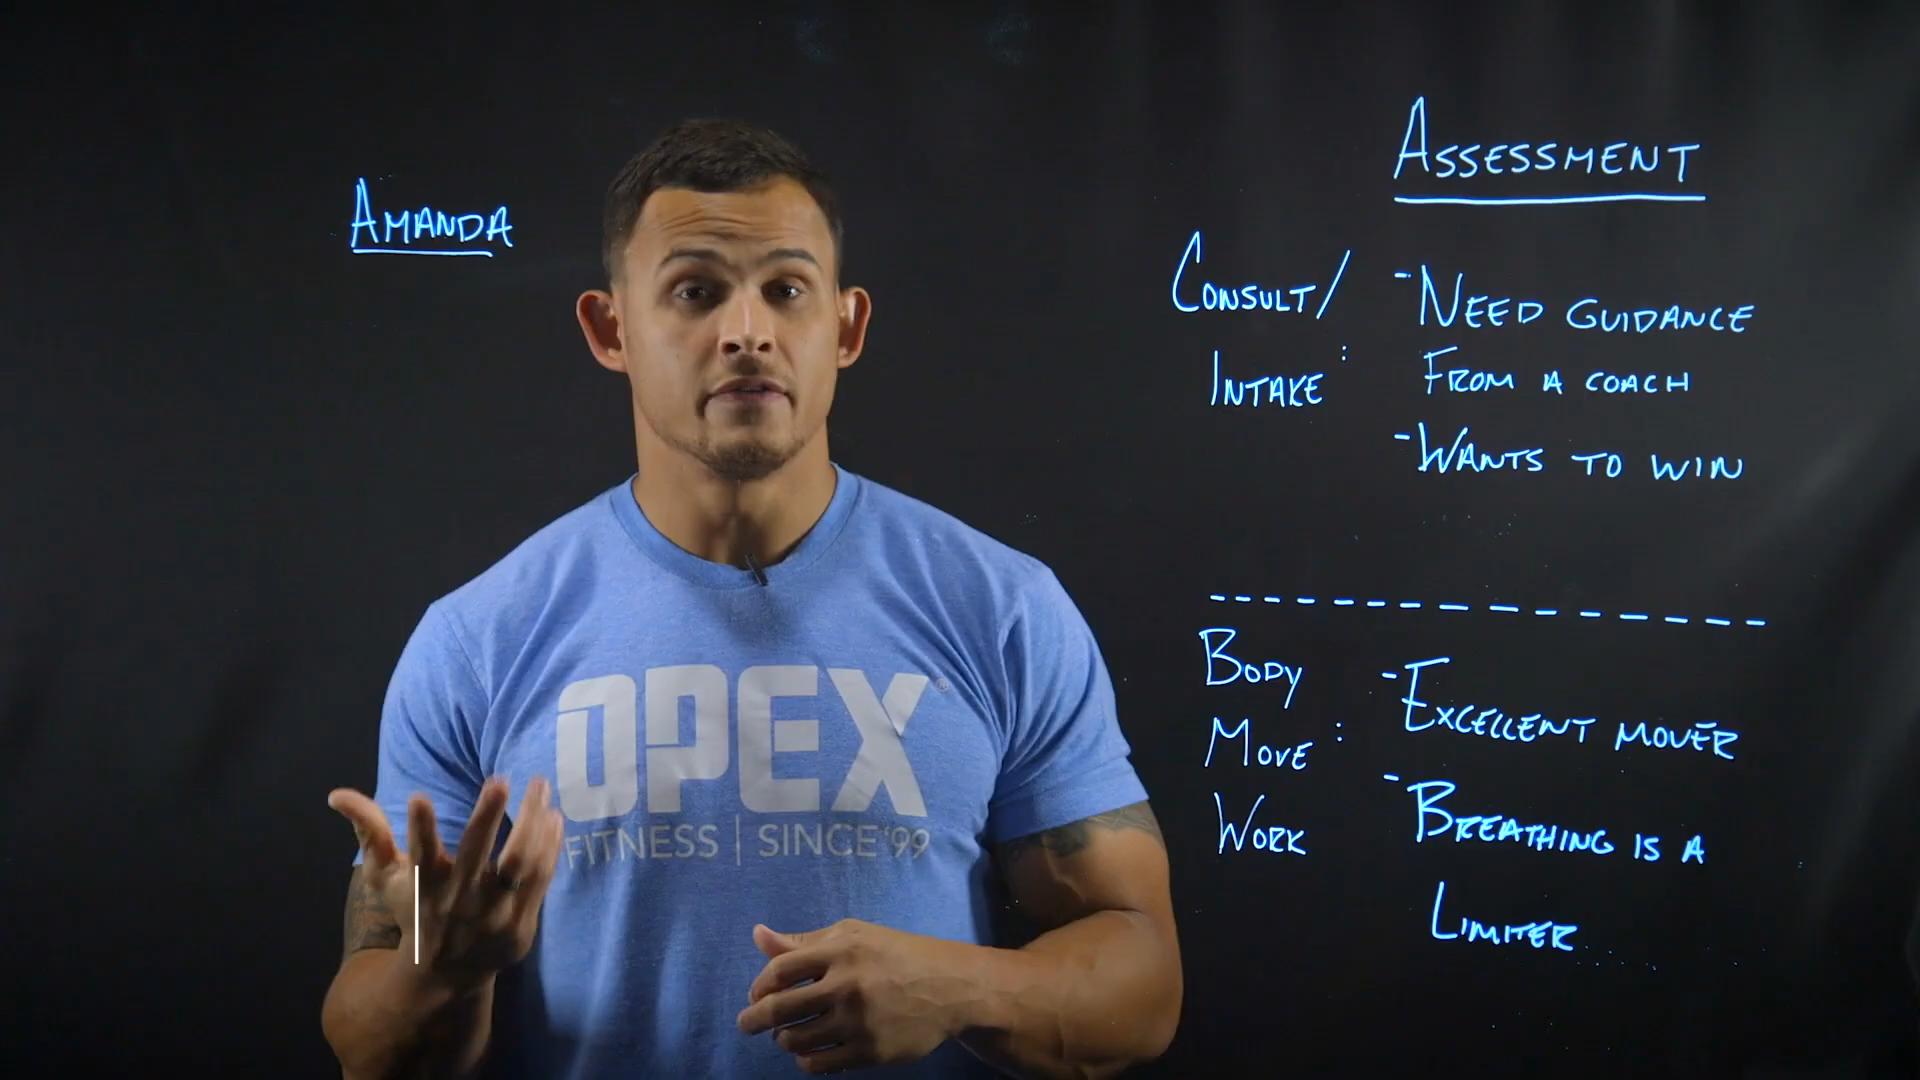 AMANDA
ASSESSMENT
CONSULT/
INTAKE :
- NEED GUIDANCE
FROM A COACH
- WANTS TO WIN
BODY
MOVE :
WORK
- EXCELLENT MOVER
- BREATHING IS A
LIMITER
OPEX®
FITNESS | SINCE '99